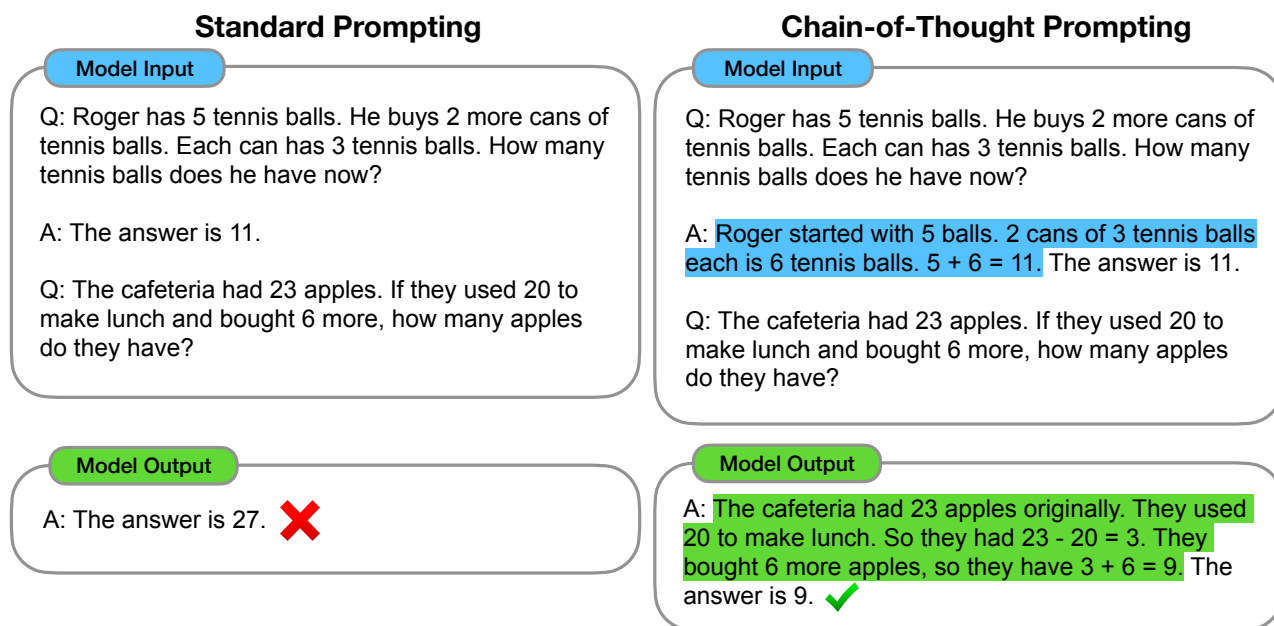 Standard Prompting
Model Input
Q: Roger has 5 tennis balls. He buys 2 more cans of
tennis balls. Each can has 3 tennis balls. How many
tennis balls does he have now?
A: The answer is 11.
Q: The cafeteria had 23 apples. If they used 20 to
make lunch and bought 6 more, how many apples
do they have?
Model Output
A: The answer is 27.
Chain-of-Thought Prompting
Model Input
Q: Roger has 5 tennis balls. He buys 2 more cans of
tennis balls. Each can has 3 tennis balls. How many
tennis balls does he have now?
A: Roger started with 5 balls. 2 cans of 3 tennis balls
each is 6 tennis balls. 5 + 6 = 11. The answer is 11.
Q: The cafeteria had 23 apples. If they used 20 to
make lunch and bought 6 more, how many apples
do they have?
Model Output
A: The cafeteria had 23 apples originally. They used
20 to make lunch. So they had 23 - 20 = 3. They
bought 6 more apples, so they have 3 + 6 = 9. The
answer is 9.